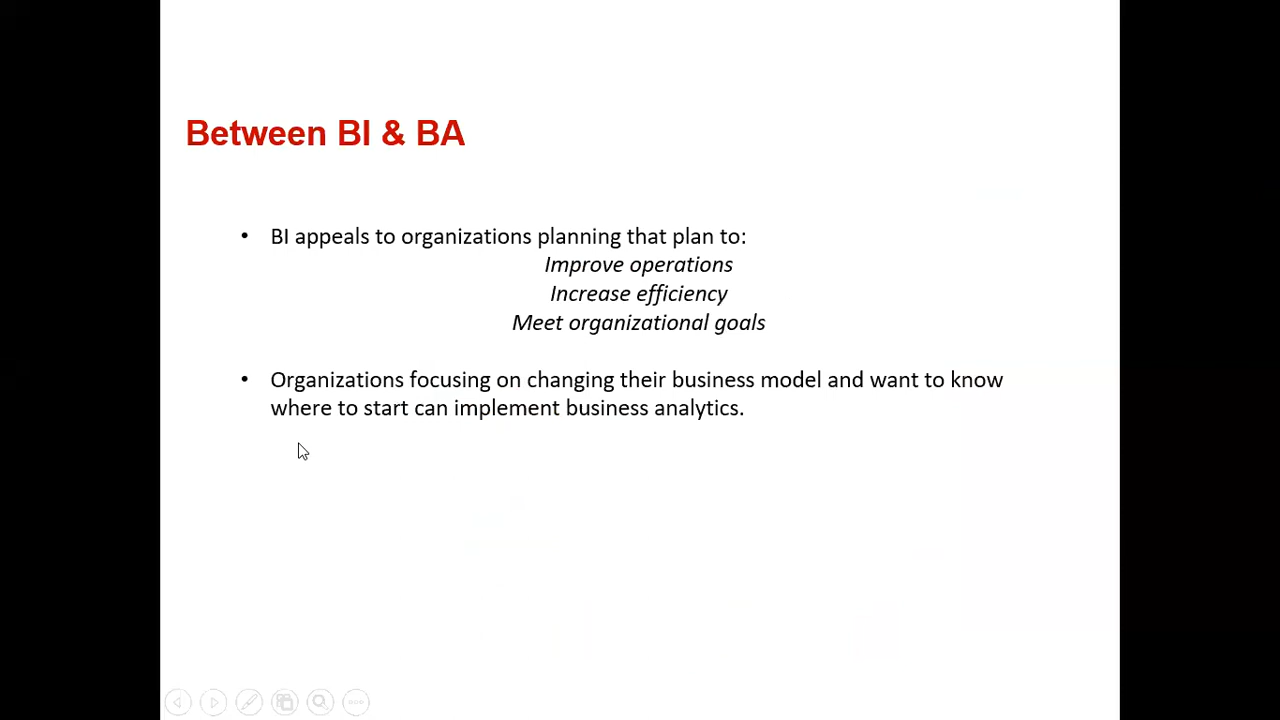 Between BI & BA
• BI appeals to organizations planning that plan to:
Improve operations
Increase efficiency
Meet organizational goals
• Organizations focusing on changing their business model and want to know
where to start can implement business analytics.